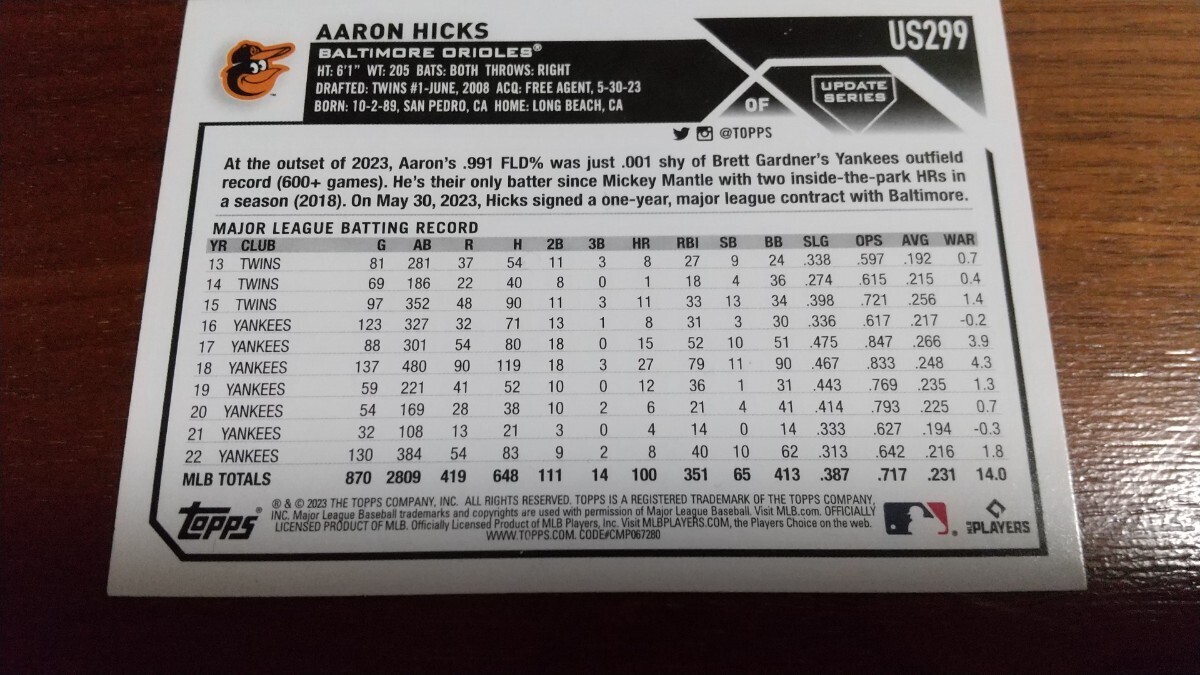 AARON HICKS
US299
BALTIMORE ORIOLES®
HT: 6'1" WT: 205 BATS: BOTH THROWS: RIGHT
DRAFTED: TWINS #1-JUNE, 2008 ACQ: FREE AGENT, 5-30-23
BORN: 10-2-89, SAN PEDRO, CA HOME: LONG BEACH, CA
OF
UPDATE
SERIES
@TOPPS
At the outset of 2023, Aaron's .991 FLD% was just .001 shy of Brett Gardner's Yankees outfield
record (600+ games). He's their only batter since Mickey Mantle with two inside-the-park HRs in
a season (2018). On May 30, 2023, Hicks signed a one-year, major league contract with Baltimore.
MAJOR LEAGUE BATTING RECORD
YR CLUB G AB R H 2B 3B HR RBI SB BB SLG OPS AVG WAR
13 TWINS 81 281 37 54 11 3 8 27 9 24 .338 .597 .192 0.7
14 TWINS 69 186 22 40 8 0 1 18 4 36 .274 .615 .215 0.4
15 TWINS 97 352 48 90 11 3 11 33 13 34 .398 .721 .256 1.4
16 YANKEES 123 327 32 71 13 1 8 31 3 30 .336 .617 .217 -0.2
17 YANKEES 88 301 54 80 18 0 15 52 10 51 .475 .847 .266 3.9
18 YANKEES 137 480 90 119 18 3 27 79 11 90 .467 .833 .248 4.3
19 YANKEES 59 221 41 52 10 0 12 36 1 31 .443 .769 .235 1.3
20 YANKEES 54 169 28 38 10 2 6 21 4 41 .414 .793 .225 0.7
21 YANKEES 32 108 13 21 3 0 4 14 0 14 .333 .627 .194 -0.3
22 YANKEES 130 384 54 83 9 2 8 40 10 62 .313 .642 .216 1.8
MLB TOTALS 870 2809 419 648 111 14 100 351 65 413 .387 .717 .231 14.0
Topps®
® & © 2023 THE TOPPS COMPANY, INC. ALL RIGHTS RESERVED. TOPPS IS A REGISTERED TRADEMARK OF THE TOPPS COMPANY,
INC. Major League Baseball trademarks and copyrights are used with permission of Major League Baseball. Visit MLB.com. OFFICIALLY
LICENSED PRODUCT OF MLB. Officially Licensed Product of MLB Players, Inc. Visit MLBPLAYERS.COM, the Players Choice on the web.
WWW.TOPPS.COM. CODE#CMP067280
MLB PLAYERS